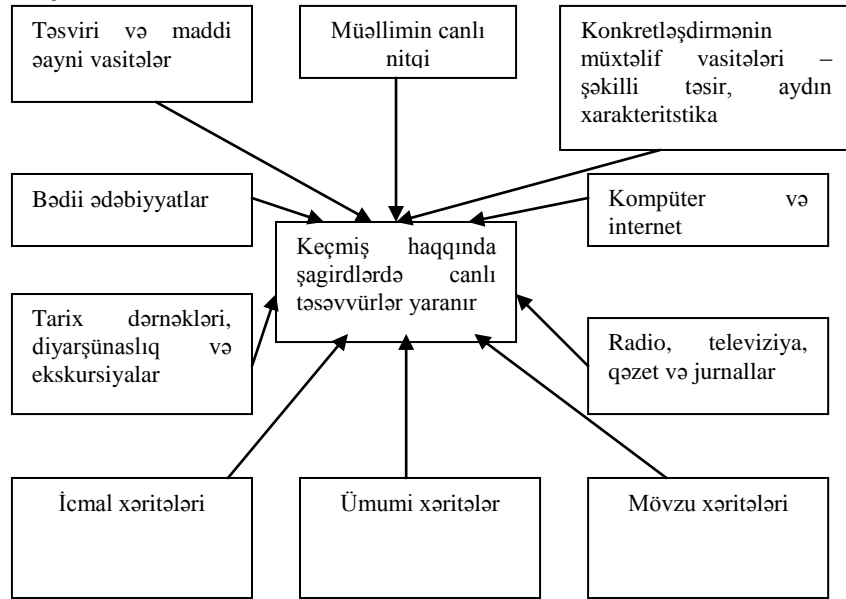 Təsviri və maddi
əayni vasitələr
Müəllimin canlı
nitqi
Konkretləşdirmənin
müxtəlif vasitələri –
şəkilli təsir, aydın
xarakteritstika
Bədii ədəbiyyatlar
Kompüter və
internet
Keçmiş haqqında
şagirdlərdə canlı
təsəvvürlər yaranır
Tarix dərnəkləri,
diyarşünaslıq və
ekskursiyalar
Radio, televiziya,
qəzet və jurnallar
İcmal xəritələri
Ümumi xəritələr
Mövzu xəritələri